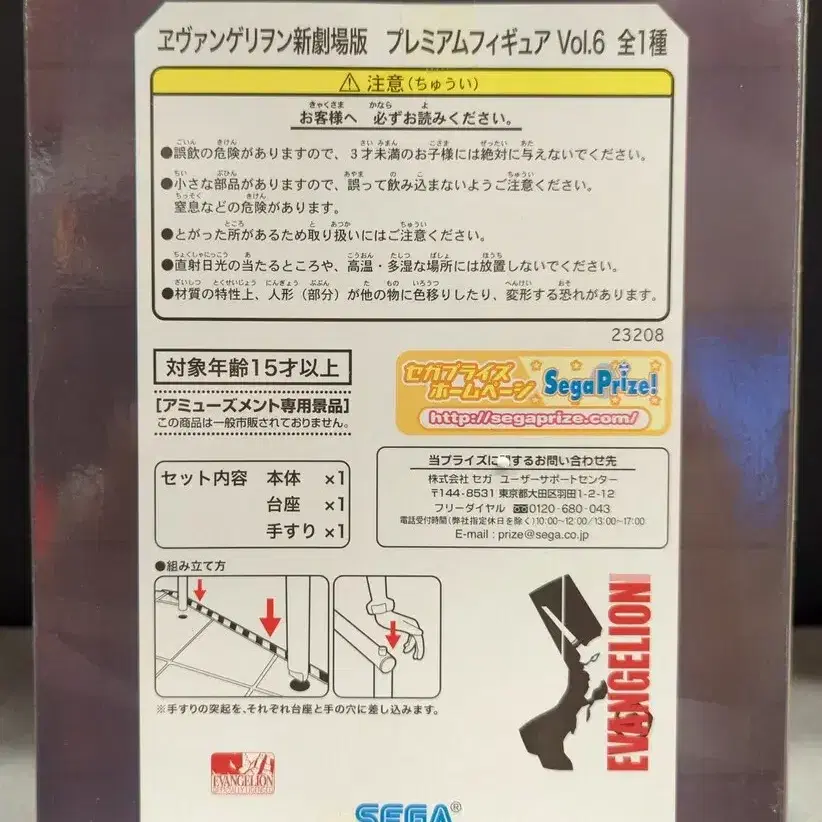 ヱヴァンゲリヲン新劇場版 プレミアムフィギュア Vol.6 全1種
⚠ 注意(ちゅうい)
お客様へ 必ずお読みください。
●誤飲の危険がありますので、3才未満のお子様には絶対に与えないでください。
●小さな部品がありますので、誤って飲み込まないようご注意ください。
窒息などの危険があります。
●とがった所があるため取り扱いにはご注意ください。
●直射日光の当たるところや、高温・多湿な場所には放置しないでください。
●材質の特性上、人形(部分)が他の物に色移りしたり、変形する恐れがあります。
23208
対象年齢15才以上
[アミューズメント専用景品]
この商品は一般市販されておりません。
セガプライズ
ホームページ
SegaPrize!
http://segaprize.com/
セット内容 本体 ×1
台座 ×1
手すり ×1
当プライズに関するお問い合わせ先
株式会社 セガ ユーザーサポートセンター
〒144-8531 東京都大田区羽田1-2-12
フリーダイヤル 0120-680-043
電話受付時間(弊社指定休日を除く)10:00~12:00/13:00~17:00
E-mail : prize@sega.co.jp
●組み立て方
※手すりの突起を、それぞれ台座と手の穴に差し込みます。
EVANGELION
EVANGELION
OFFICIALLY LICENSED
SEGA®